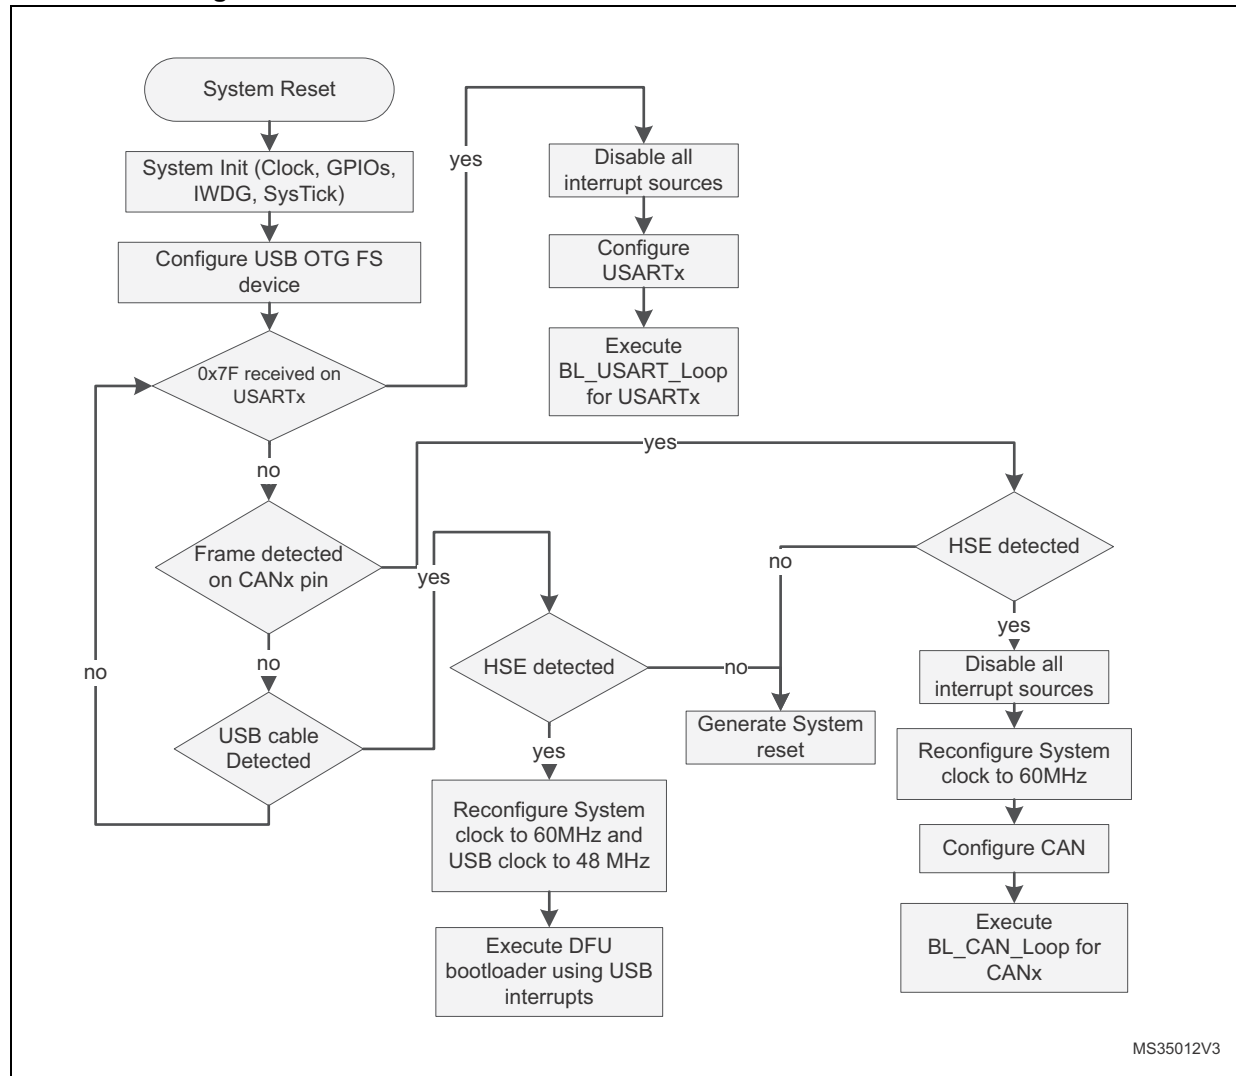 System Reset
System Init (Clock, GPIOs,
IWDG, SysTick)
Configure USB OTG FS
device
0x7F received on
USARTx
yes
Disable all
interrupt sources
Configure
USARTx
Execute
BL_USART_Loop
for USARTx
no
Frame detected
on CANx pin
yes
HSE detected
no
yes
Disable all
interrupt sources
Reconfigure System
clock to 60MHz
Configure CAN
Execute
BL_CAN_Loop for
CANx
no
USB cable
Detected
no
yes
HSE detected
no
Generate System
reset
yes
Reconfigure System
clock to 60MHz and
USB clock to 48 MHz
Execute DFU
bootloader using USB
interrupts
MS35012V3